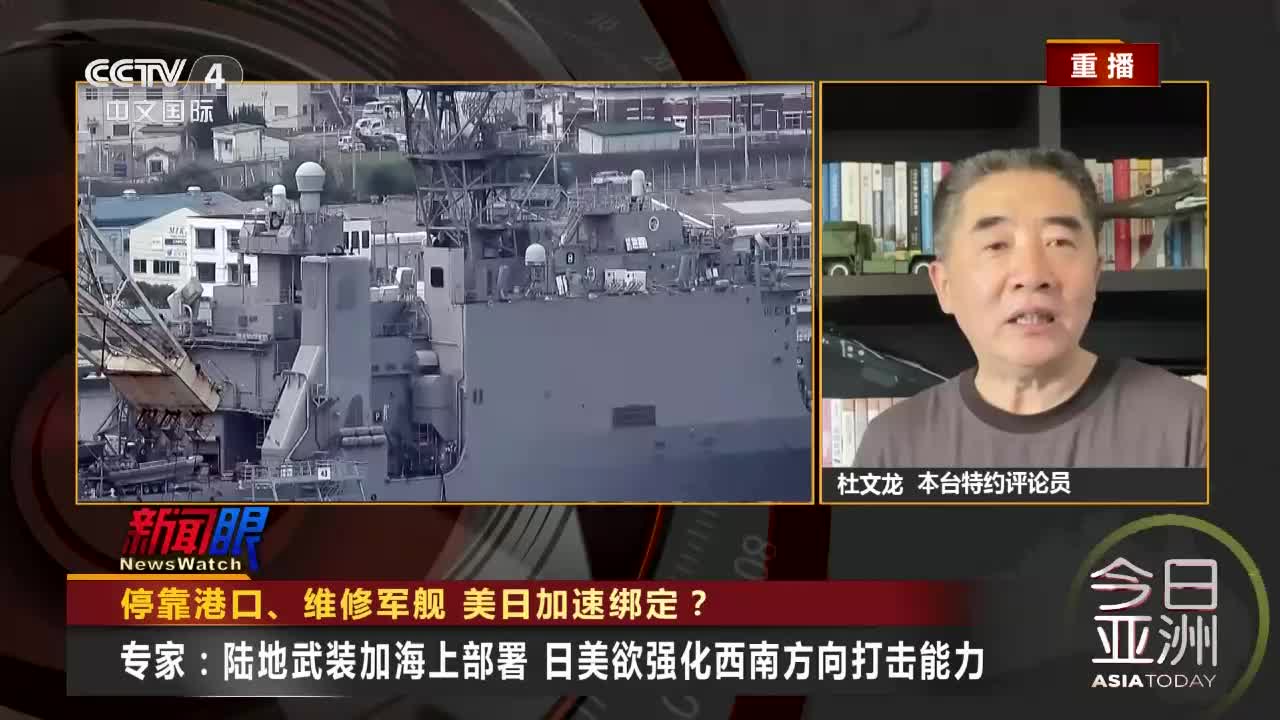 重播
CCTV 4
中文国际
杜文龙 本台特约评论员
新闻眼
NewsWatch
停靠港口、维修军舰 美日加速绑定？
专家：陆地武装加海上部署 日美欲强化西南方向打击能力
今日
亚洲
ASIA TODAY